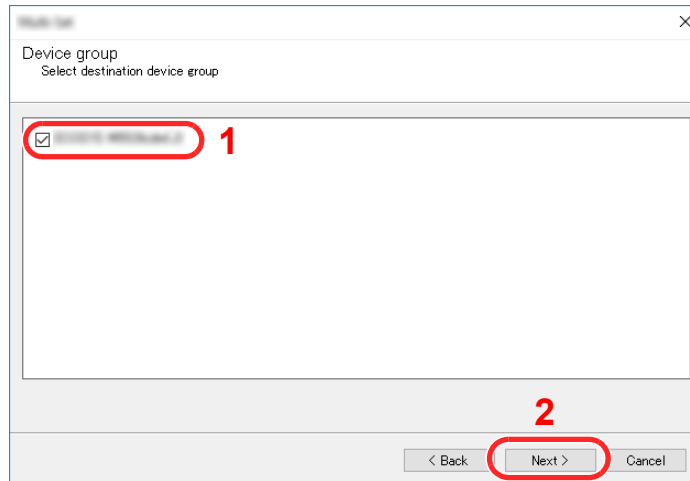 Device group
Select destination device group
1
2
< Back
Next >
Cancel